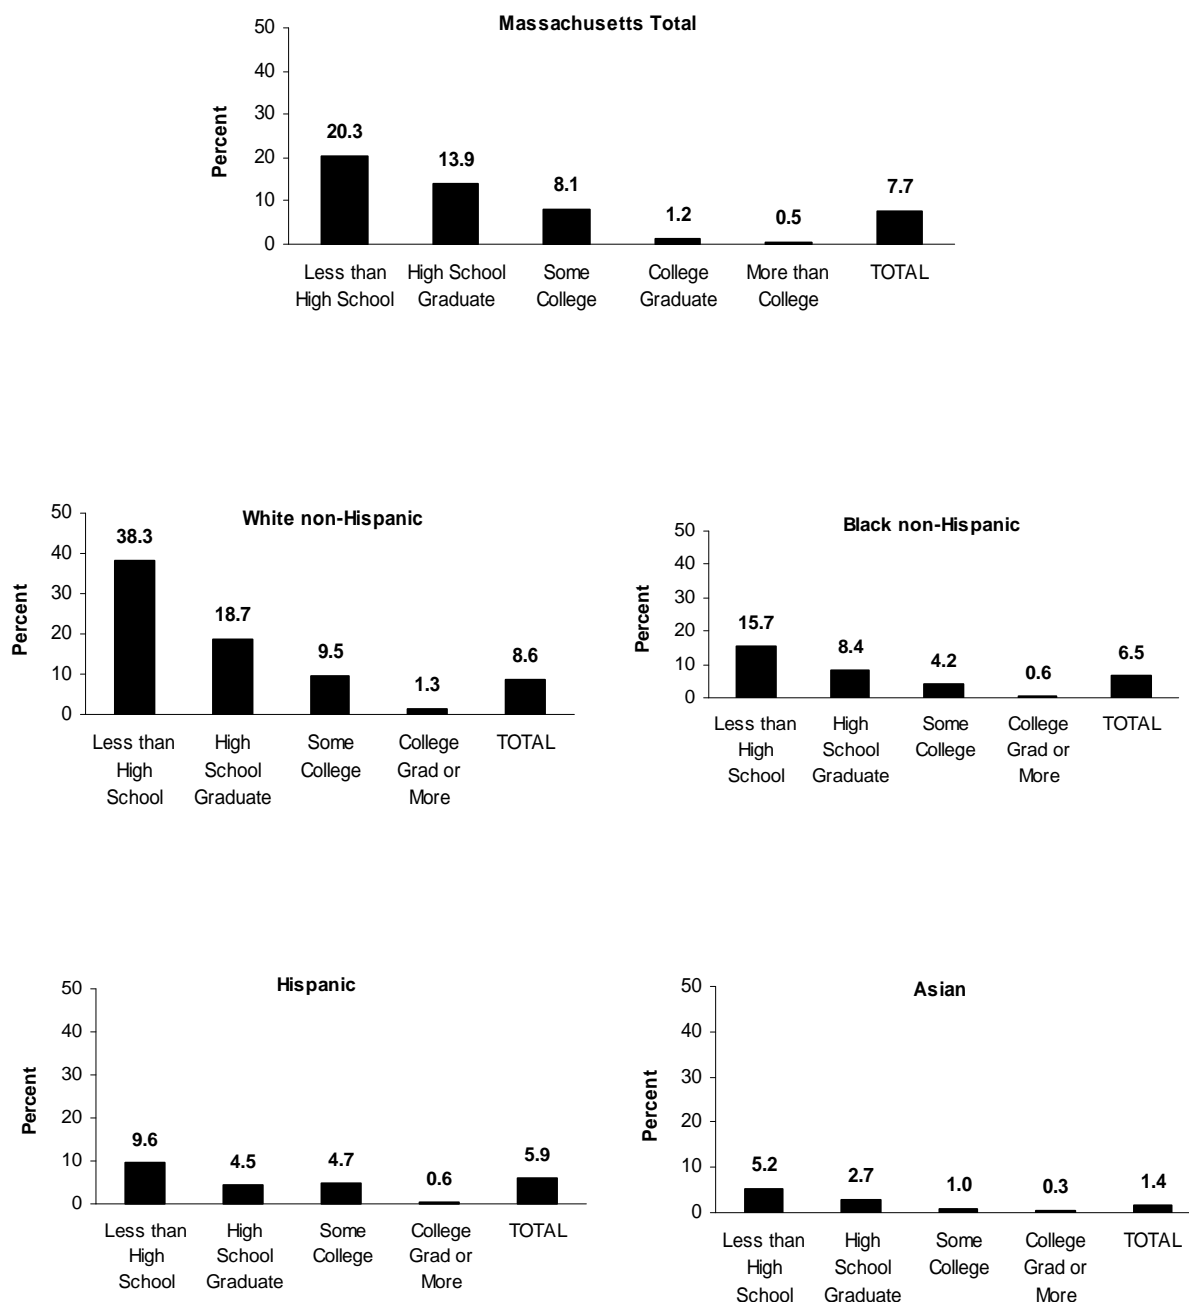 Massachusetts Total
Percent
50
40
30
20
10
0
20.3
13.9
8.1
1.2
0.5
7.7
Less than
High School
High School
Graduate
Some
College
College
Graduate
More than
College
TOTAL
White non-Hispanic
Percent
50
40
30
20
10
0
38.3
18.7
9.5
1.3
8.6
Less than
High
School
High
School
Graduate
Some
College
College
Grad or
More
TOTAL
Black non-Hispanic
Percent
50
40
30
20
10
0
15.7
8.4
4.2
0.6
6.5
Less than
High
School
High
School
Graduate
Some
College
College
Grad or
More
TOTAL
Hispanic
Percent
50
40
30
20
10
0
9.6
4.5
4.7
0.6
5.9
Less than
High
School
High
School
Graduate
Some
College
College
Grad or
More
TOTAL
Asian
Percent
50
40
30
20
10
0
5.2
2.7
1.0
0.3
1.4
Less than
High
School
High
School
Graduate
Some
College
College
Grad or
More
TOTAL